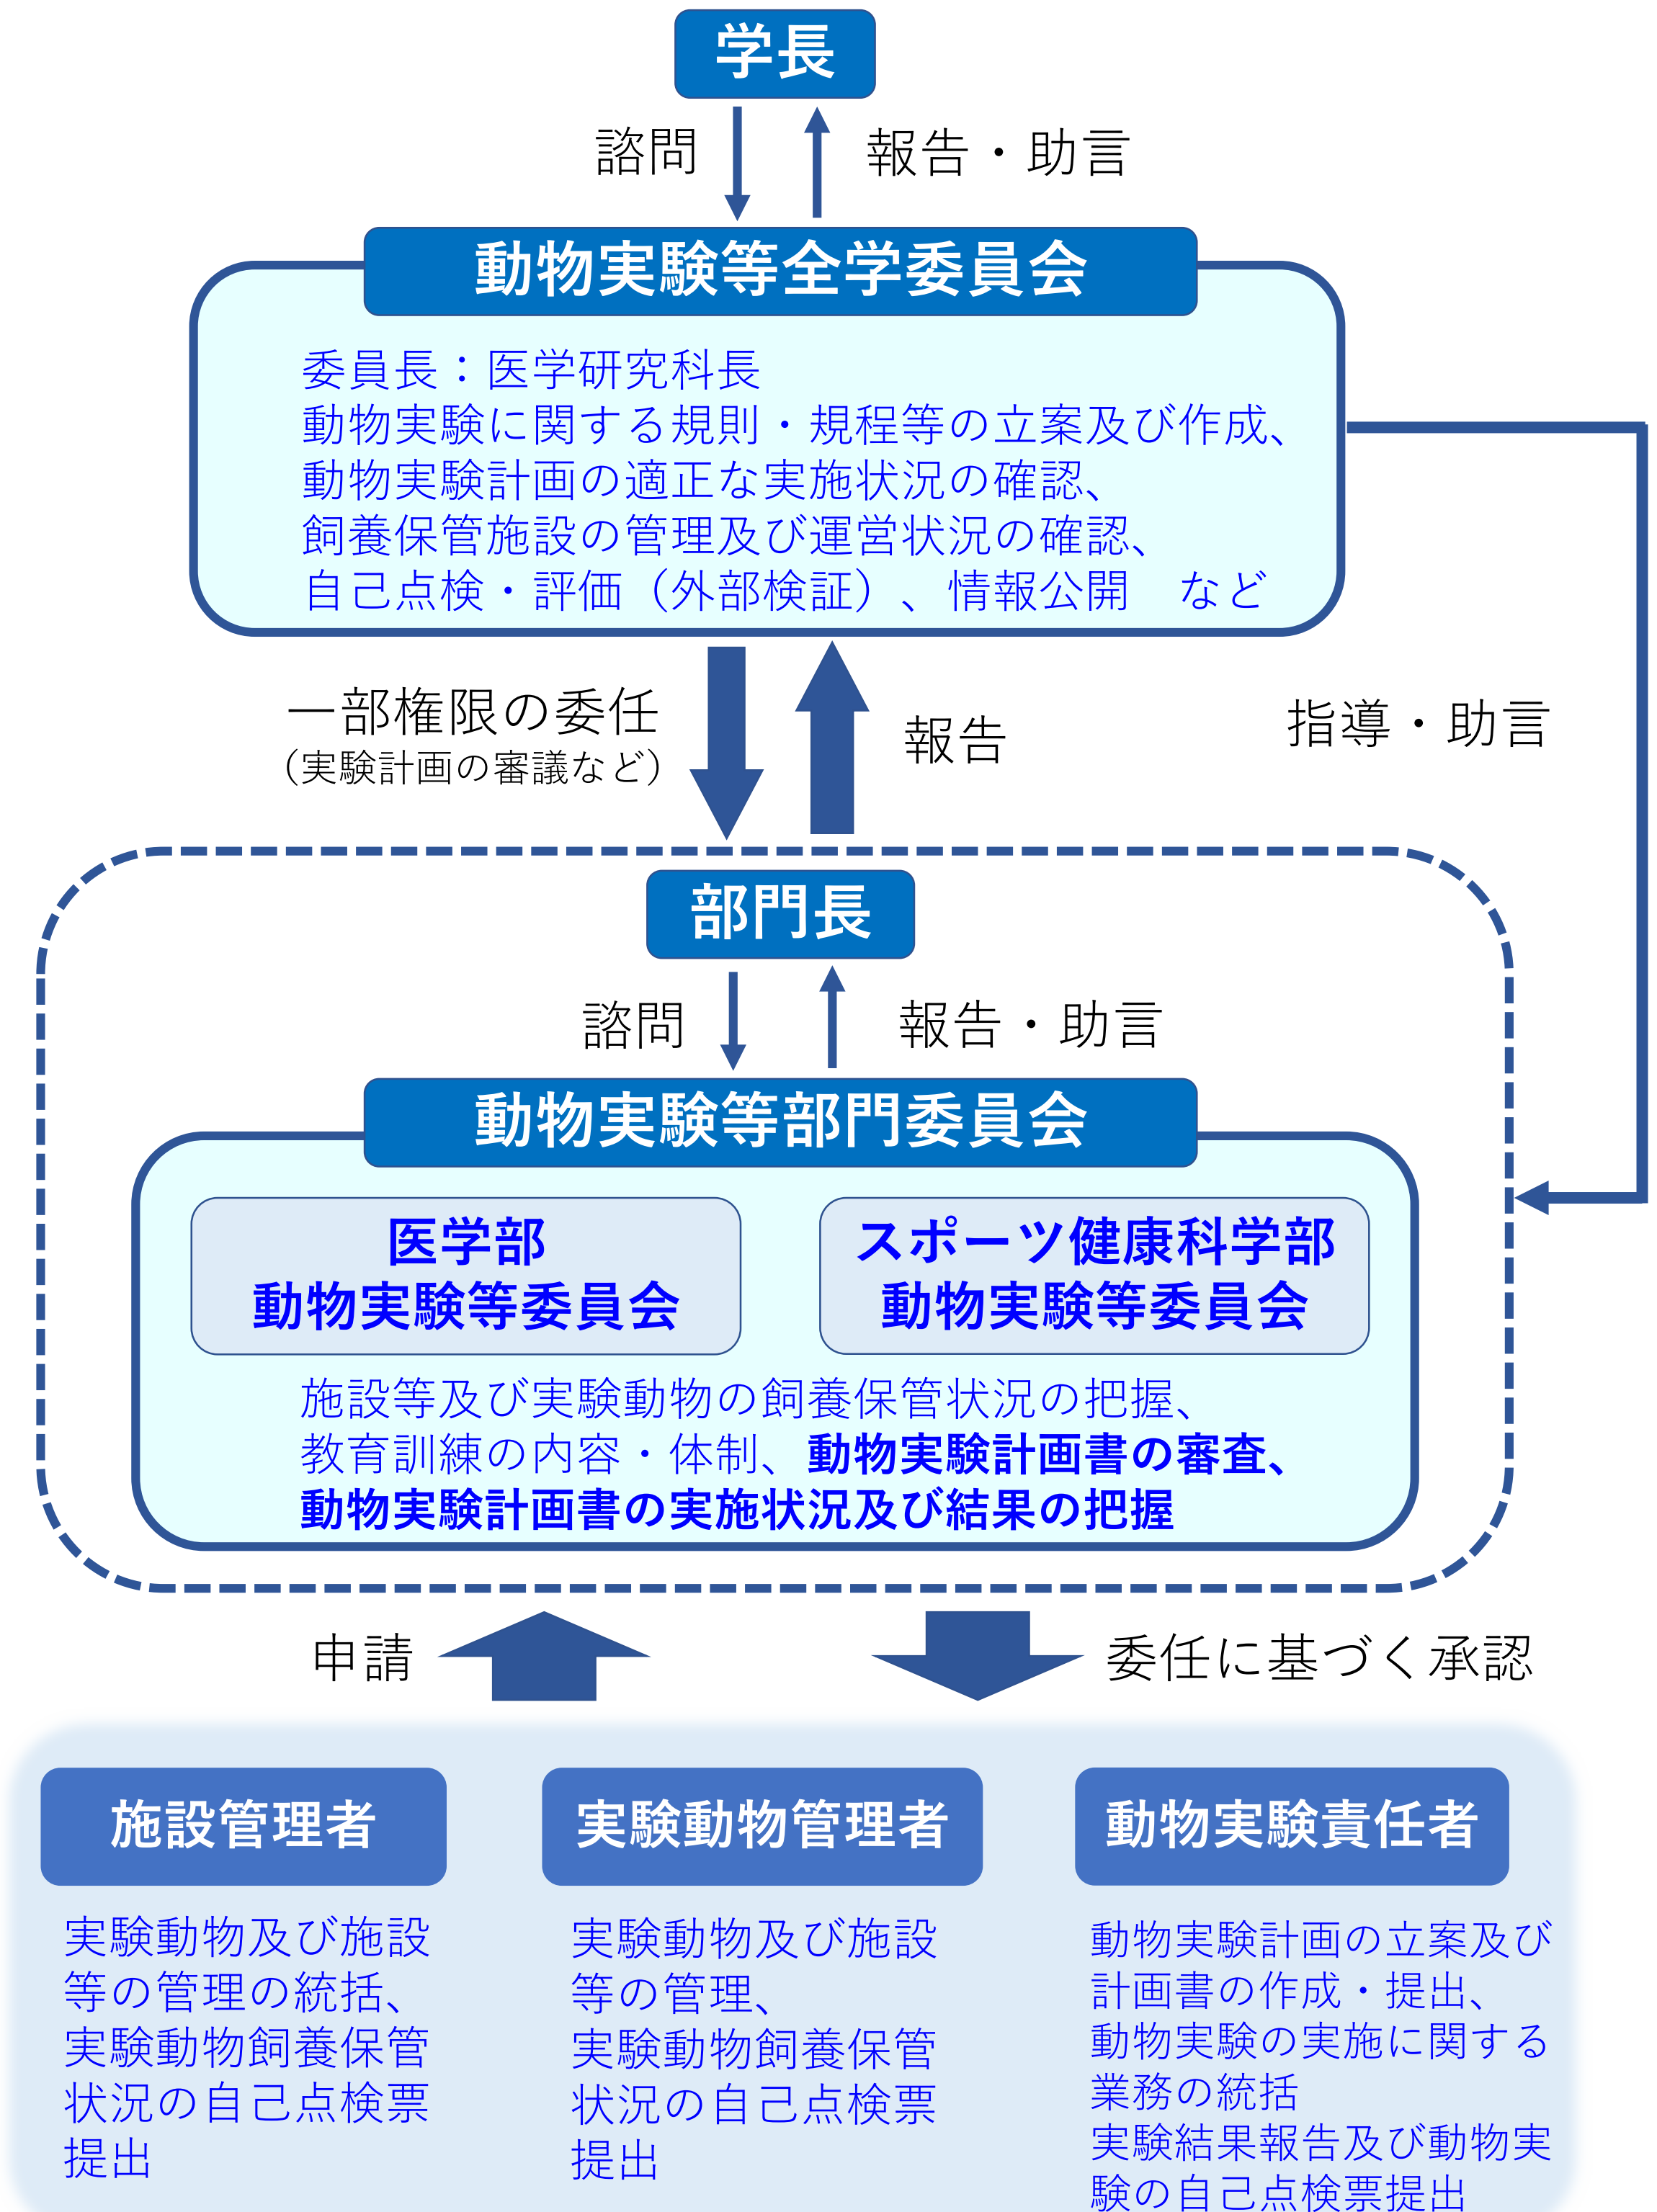 学長
諮問
報告・助言
動物実験等全学委員会
委員長：医学研究科長
動物実験に関する規則・規程等の立案及び作成、
動物実験計画の適正な実施状況の確認、
飼養保管施設の管理及び運営状況の確認、
自己点検・評価（外部検証）、情報公開　など
一部権限の委任
（実験計画の審議など）
報告
指導・助言
部門長
諮問
報告・助言
動物実験等部門委員会
医学部
動物実験等委員会
スポーツ健康科学部
動物実験等委員会
施設等及び実験動物の飼養保管状況の把握、
教育訓練の内容・体制、動物実験計画書の審査、
動物実験計画書の実施状況及び結果の把握
申請
委任に基づく承認
施設管理者
実験動物及び施設
等の管理の統括、
実験動物飼養保管
状況の自己点検票
提出
実験動物管理者
実験動物及び施設
等の管理、
実験動物飼養保管
状況の自己点検票
提出
動物実験責任者
動物実験計画の立案及び
計画書の作成・提出、
動物実験の実施に関する
業務の統括
実験結果報告及び動物実
験の自己点検票提出